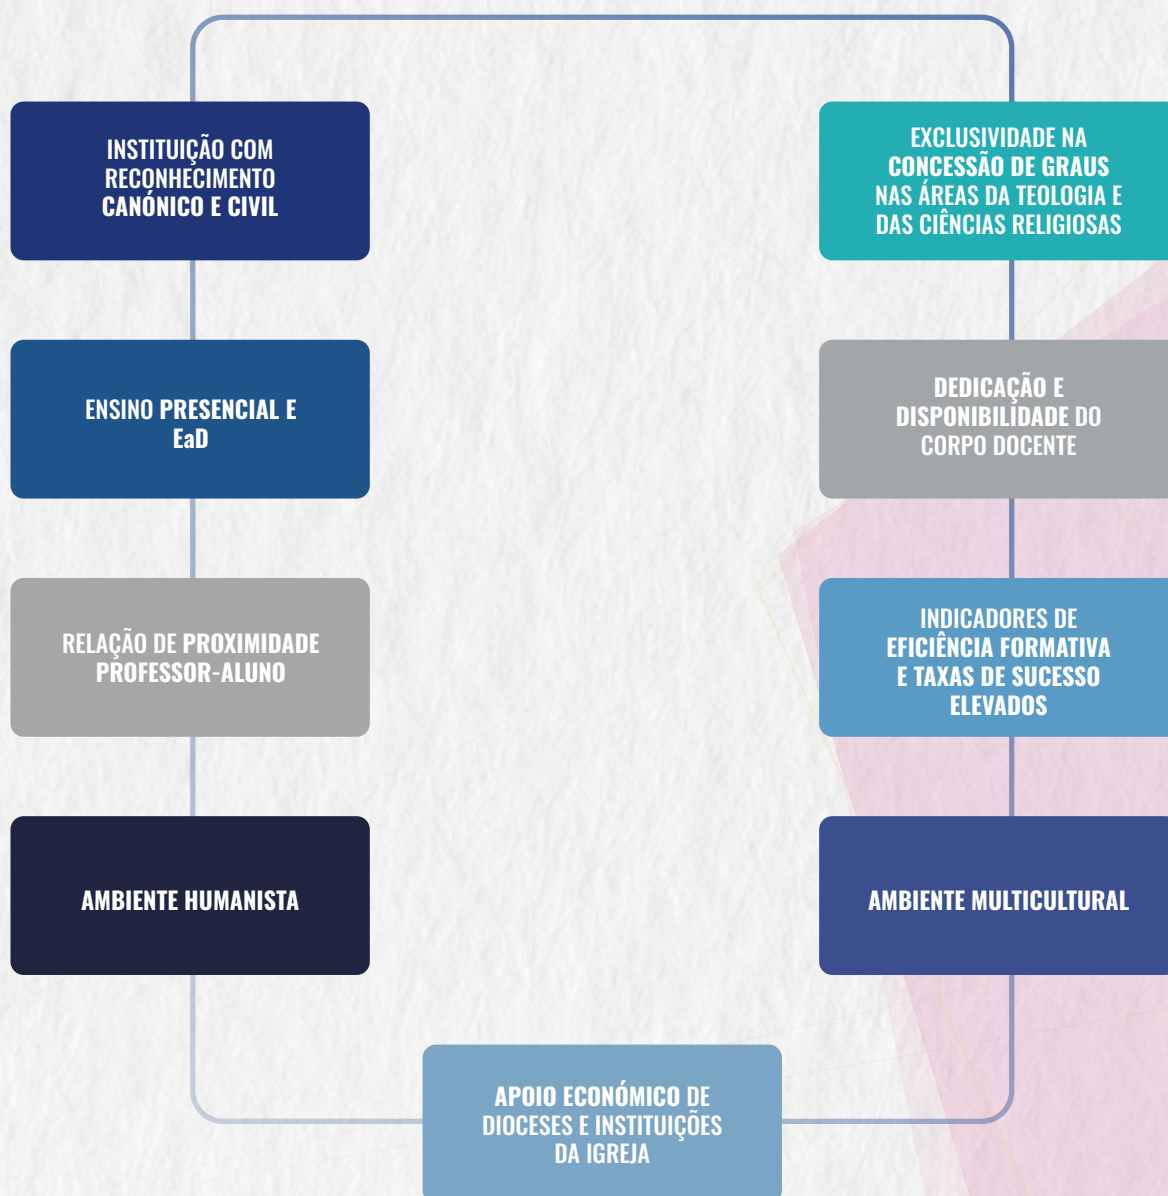 INSTITUIÇÃO COM
RECONHECIMENTO
CANÓNICO E CIVIL
EXCLUSIVIDADE NA
CONCESSÃO DE GRAUS
NAS ÁREAS DA TEOLOGIA E
DAS CIÊNCIAS RELIGIOSAS
ENSINO PRESENCIAL E
EaD
DEDICAÇÃO E
DISPONIBILIDADE DO
CORPO DOCENTE
RELAÇÃO DE PROXIMIDADE
PROFESSOR-ALUNO
INDICADORES DE
EFICIÊNCIA FORMATIVA
E TAXAS DE SUCESSO
ELEVADOS
AMBIENTE HUMANISTA
AMBIENTE MULTICULTURAL
APOIO ECONÓMICO DE
DIOCESES E INSTITUIÇÕES
DA IGREJA